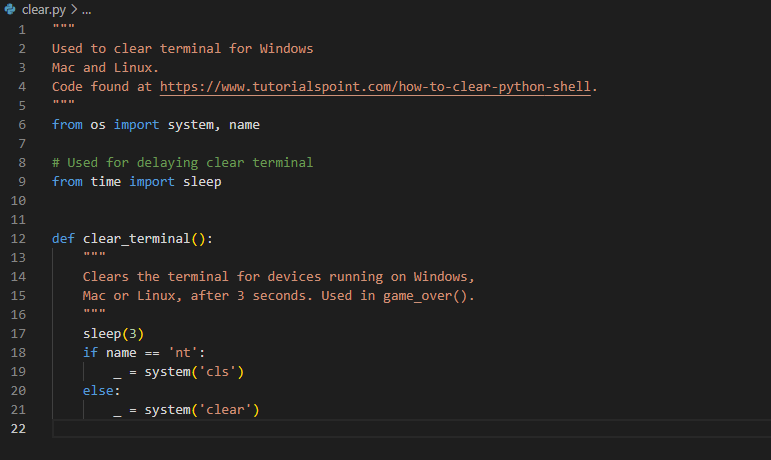 clear.py > ...
1 """
2 Used to clear terminal for Windows
3 Mac and Linux.
4 Code found at https://www.tutorialspoint.com/how-to-clear-python-shell.
5 """
6 from os import system, name
7
8 # Used for delaying clear terminal
9 from time import sleep
10
11
12 def clear_terminal():
13     """
14     Clears the terminal for devices running on Windows,
15     Mac or Linux, after 3 seconds. Used in game_over().
16     """
17     sleep(3)
18     if name == 'nt':
19         _ = system('cls')
20     else:
21         _ = system('clear')
22